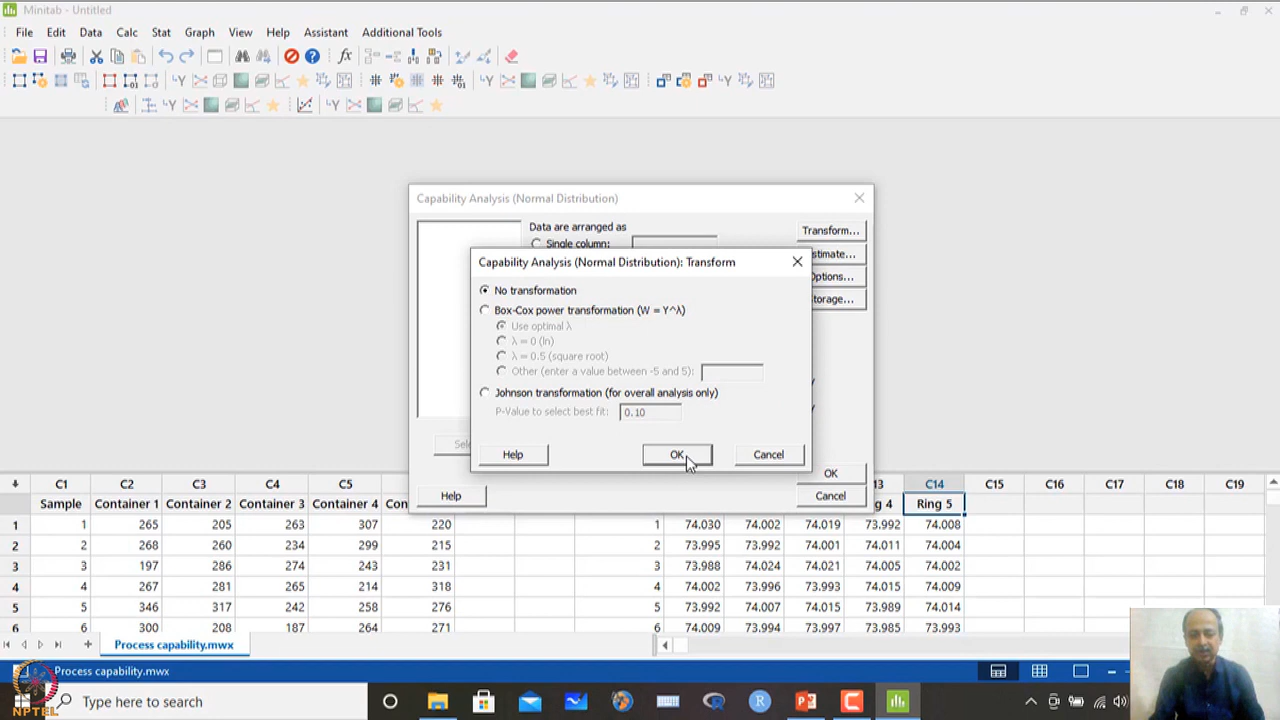 Minitab - Untitled
File Edit Data Calc Stat Graph View Help Assistant Additional Tools
Capability Analysis (Normal Distribution)
Data are arranged as
Single column:
Transform...
Estimate...
Options...
Storage...
Capability Analysis (Normal Distribution): Transform
No transformation
Box-Cox power transformation (W = Y^λ)
Use optimal λ
λ = 0 (ln)
λ = 0.5 (square root)
Other (enter a value between -5 and 5):
Johnson transformation (for overall analysis only)
P-Value to select best fit: 0.10
Help OK Cancel
OK
Help Cancel
C1 C2 C3 C4 C5 13 C14 C15 C16 C17 C18 C19
Sample Container 1 Container 2 Container 3 Container 4 Con g 4 Ring 5
1 1 265 205 263 307 220 1 74.030 74.002 74.019 73.992 74.008
2 2 268 260 234 299 215 2 73.995 73.992 74.001 74.011 74.004
3 3 197 286 274 243 231 3 73.988 74.024 74.021 74.005 74.002
4 4 267 281 265 214 318 4 74.002 73.996 73.993 74.015 74.009
5 5 346 317 242 258 276 5 73.992 74.007 74.015 73.989 74.014
6 6 300 208 187 264 271 6 74.009 73.994 73.997 73.985 73.993
Process capability.mwx
Process capability.mwx
Type here to search
NPTEL